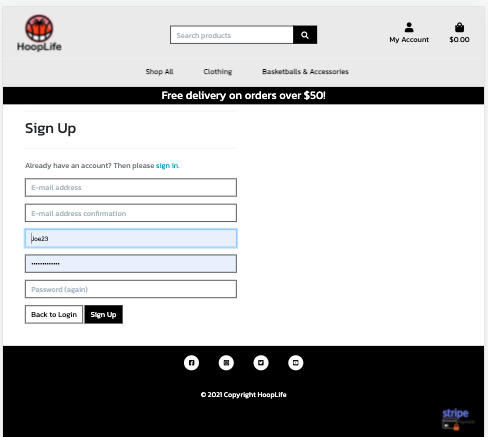 HoopLife
Search products
My Account
$0.00
Shop All
Clothing
Basketballs & Accessories
Free delivery on orders over $50!
Sign Up
Already have an account? Then please sign in.
E-mail address
E-mail address confirmation
Joe23
•••••••••••••
Password (again)
Back to Login
Sign Up
© 2021 Copyright HoopLife
stripe